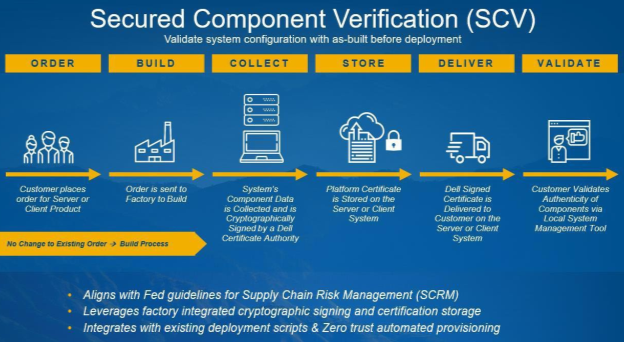 Secured Component Verification (SCV)
Validate system configuration with as-built before deployment
ORDER
BUILD
COLLECT
STORE
DELIVER
VALIDATE
Customer places
order for Server or
Client Product
Order is sent to
Factory to Build
System's
Component Data
is Collected and is
Cryptographically
Signed by a Dell
Certificate Authority
Platform Certificate
is Stored on the
Server or Client
System
Dell Signed
Certificate is
Delivered to
Customer on the
Server or Client
System
Customer Validates
Authenticity of
Components via
Local System
Management Tool
No Change to Existing Order → Build Process
• Aligns with Fed guidelines for Supply Chain Risk Management (SCRM)
• Leverages factory integrated cryptographic signing and certification storage
• Integrates with existing deployment scripts & Zero trust automated provisioning